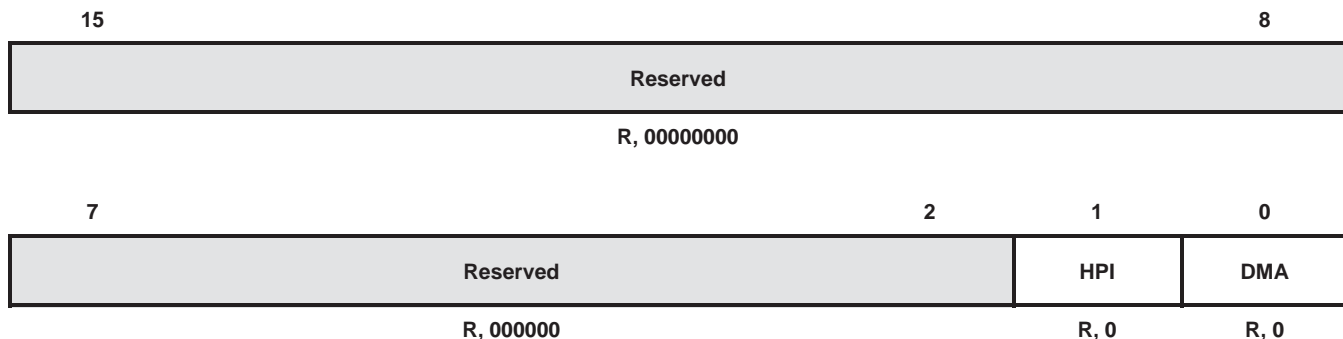 15 8
Reserved
R, 00000000
7 2 1 0
Reserved HPI DMA
R, 000000 R, 0 R, 0